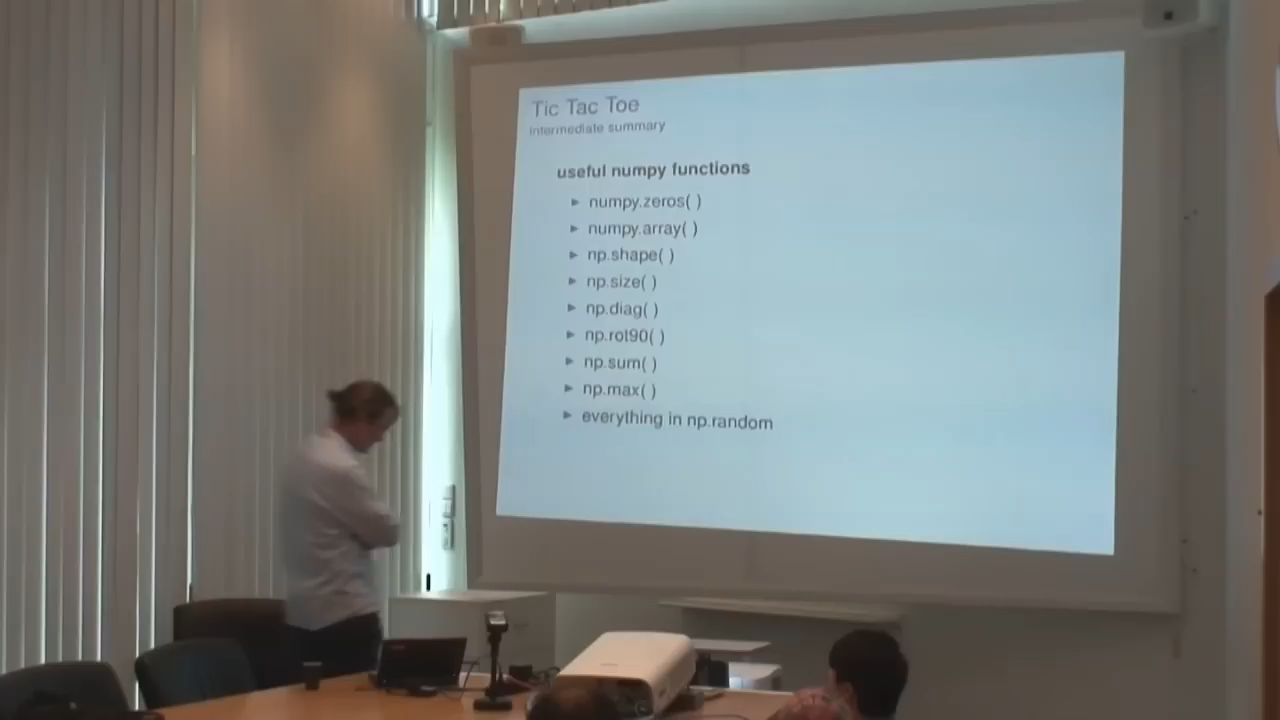 Tic Tac Toe
intermediate summary
useful numpy functions
numpy.zeros( )
numpy.array( )
np.shape( )
np.size( )
np.diag( )
np.rot90( )
np.sum( )
np.max( )
everything in np.random